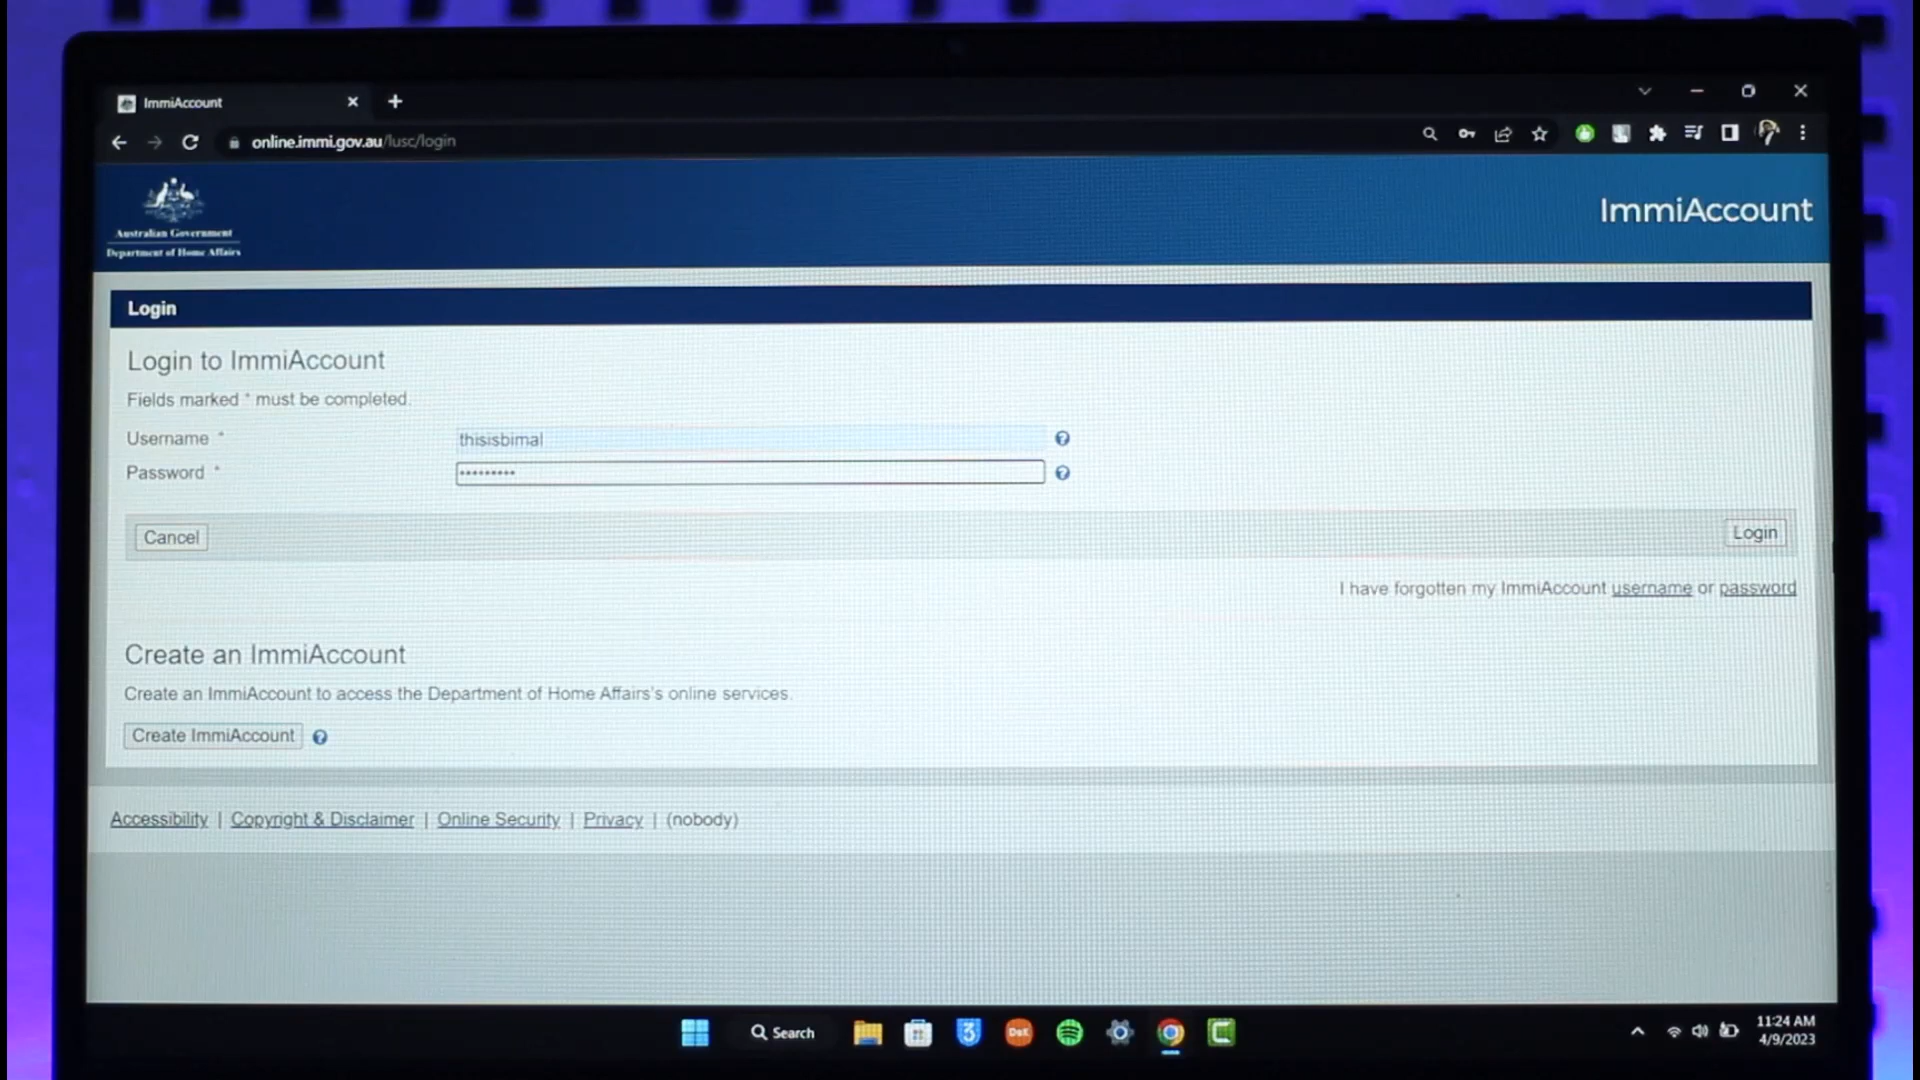 ImmiAccount
online.immi.gov.au/lusc/login
Australian Government
Department of Home Affairs
ImmiAccount
Login
Login to ImmiAccount
Fields marked * must be completed.
Username *
thisisbimal
Password *
•••••••••
Cancel
Login
I have forgotten my ImmiAccount username or password
Create an ImmiAccount
Create an ImmiAccount to access the Department of Home Affairs's online services.
Create ImmiAccount
Accessibility | Copyright & Disclaimer | Online Security | Privacy | (nobody)
Search
11:24 AM
4/9/2023